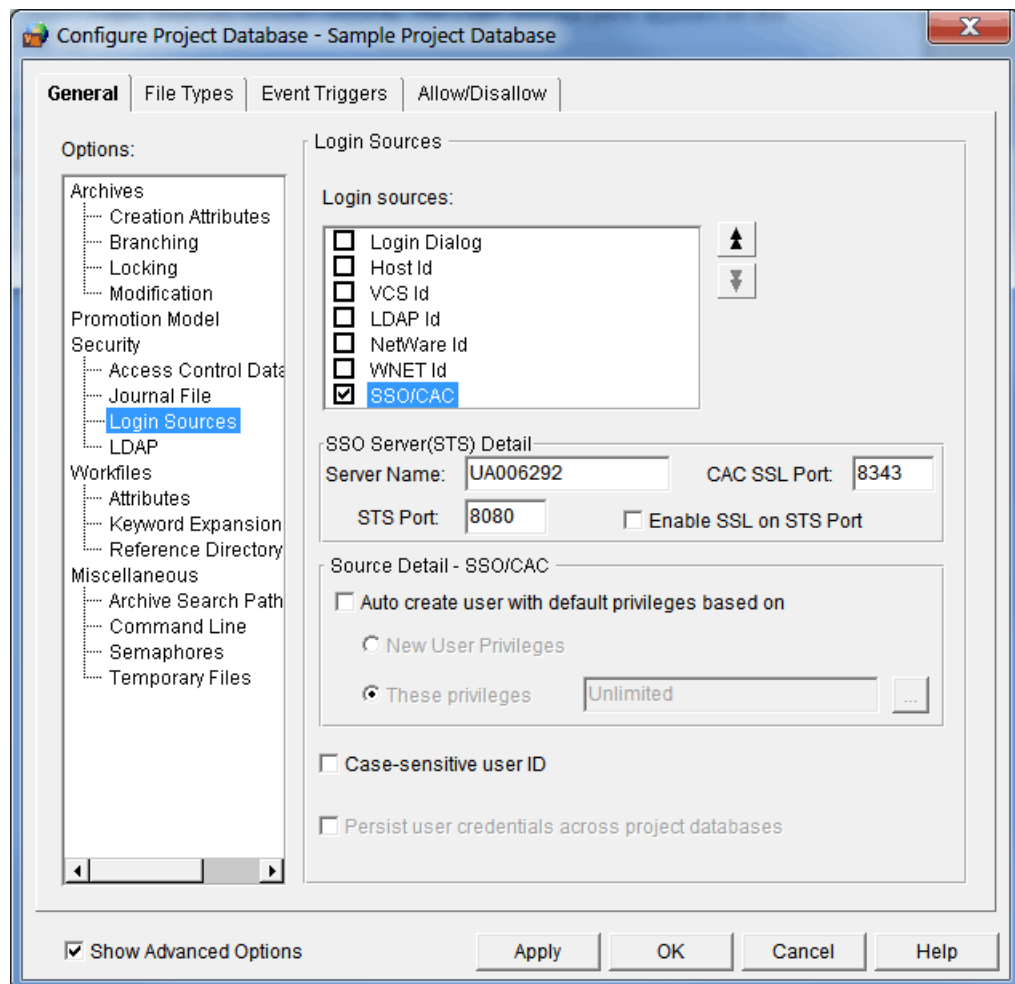 Configure Project Database - Sample Project Database
X
General File Types Event Triggers Allow/Disallow
Options:
Archives
Creation Attributes
Branching
Locking
Modification
Promotion Model
Security
Access Control Data
Journal File
Login Sources
LDAP
Workfiles
Attributes
Keyword Expansion
Reference Directory
Miscellaneous
Archive Search Path
Command Line
Semaphores
Temporary Files
Login Sources
Login sources:
Login Dialog
Host Id
VCS Id
LDAP Id
NetWare Id
WNET Id
SSO/CAC
SSO Server(STS) Detail
Server Name: UA006292 CAC SSL Port: 8343
STS Port: 8080 Enable SSL on STS Port
Source Detail - SSO/CAC
Auto create user with default privileges based on
New User Privileges
These privileges Unlimited ...
Case-sensitive user ID
Persist user credentials across project databases
Show Advanced Options Apply OK Cancel Help